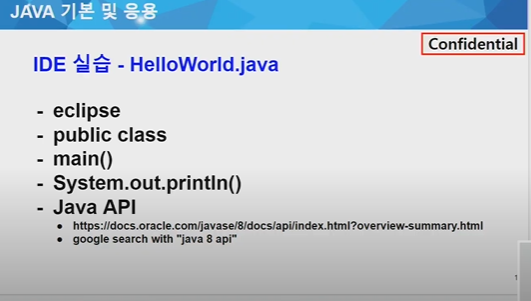 JAVA 기본 및 응용
Confidential
IDE 실습 - HelloWorld.java
- eclipse
- public class
- main()
- System.out.println()
- Java API
• https://docs.oracle.com/javase/8/docs/api/index.html?overview-summary.html
• google search with "java 8 api"
1